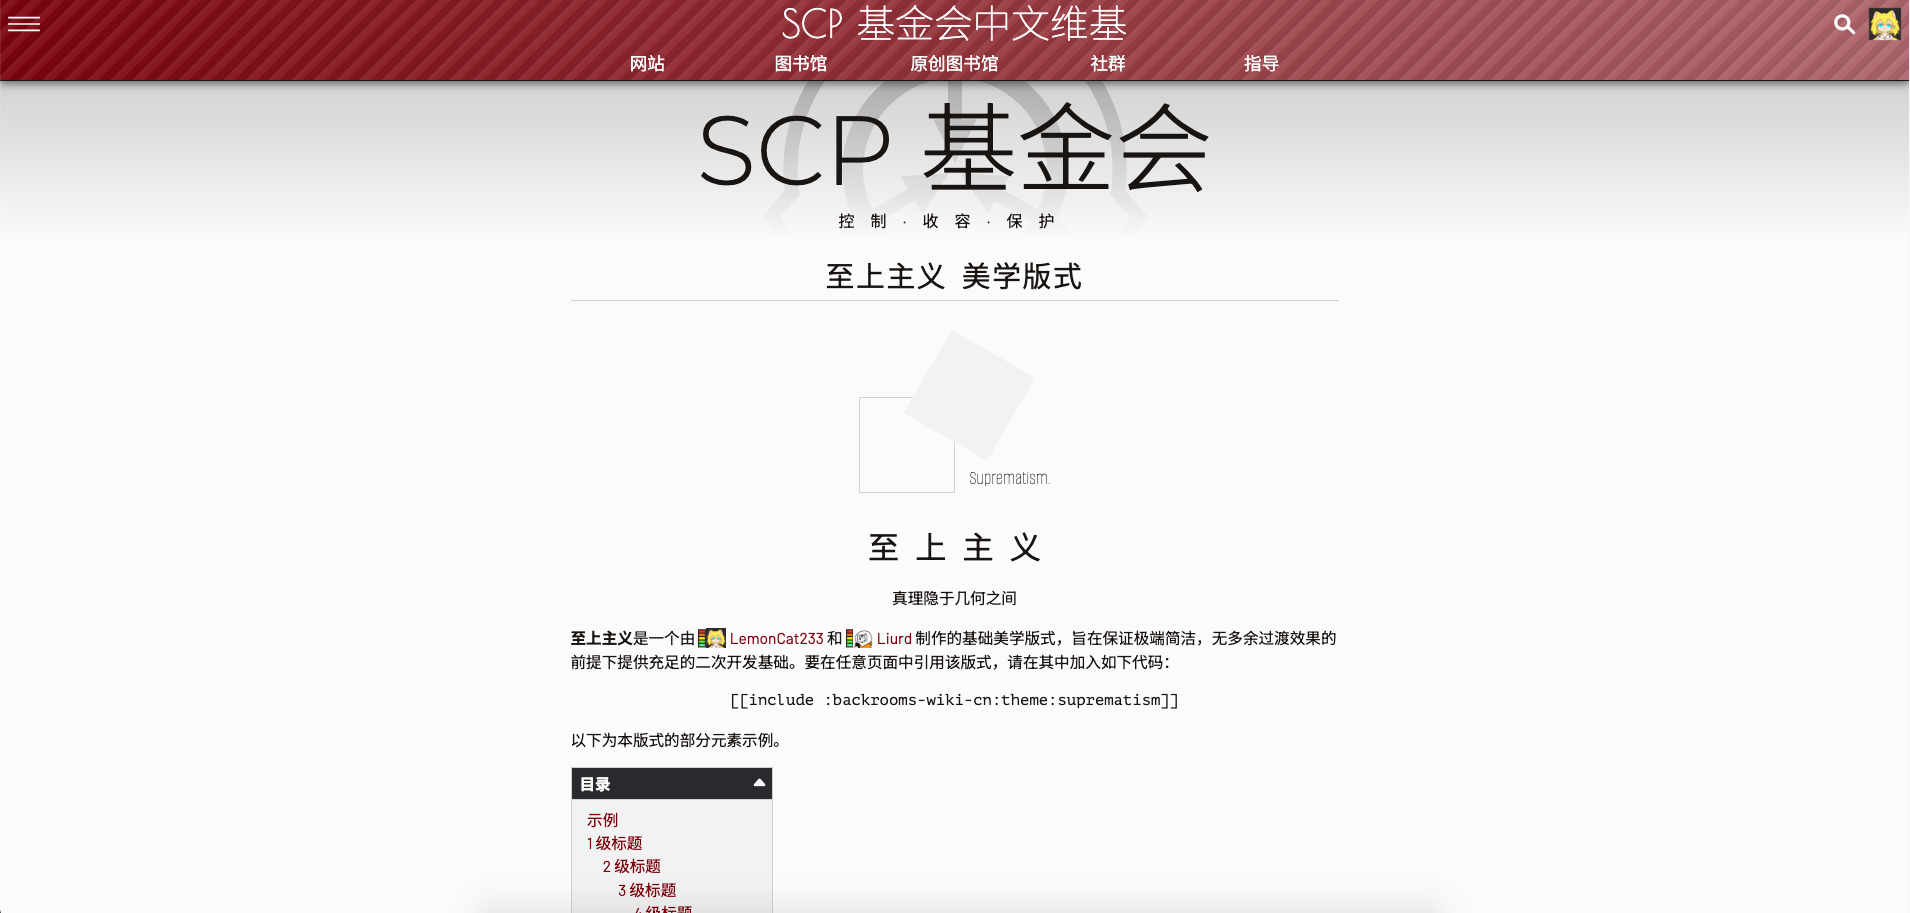 SCP 基金会中文维基
网站 图书馆 原创图书馆 社群 指导
SCP 基金会
控 制 · 收 容 · 保 护
至上主义 美学版式
Suprematism.
至 上 主 义
真理隐于几何之间
至上主义是一个由 LemonCat233 和 Liurd 制作的基础美学版式，旨在保证极端简洁，无多余过渡效果的
前提下提供充足的二次开发基础。要在任意页面中引用该版式，请在其中加入如下代码：
[[include :backrooms-wiki-cn:theme:suprematism]]
以下为本版式的部分元素示例。
目录
示例
1 级标题
2 级标题
3 级标题
4 级标题